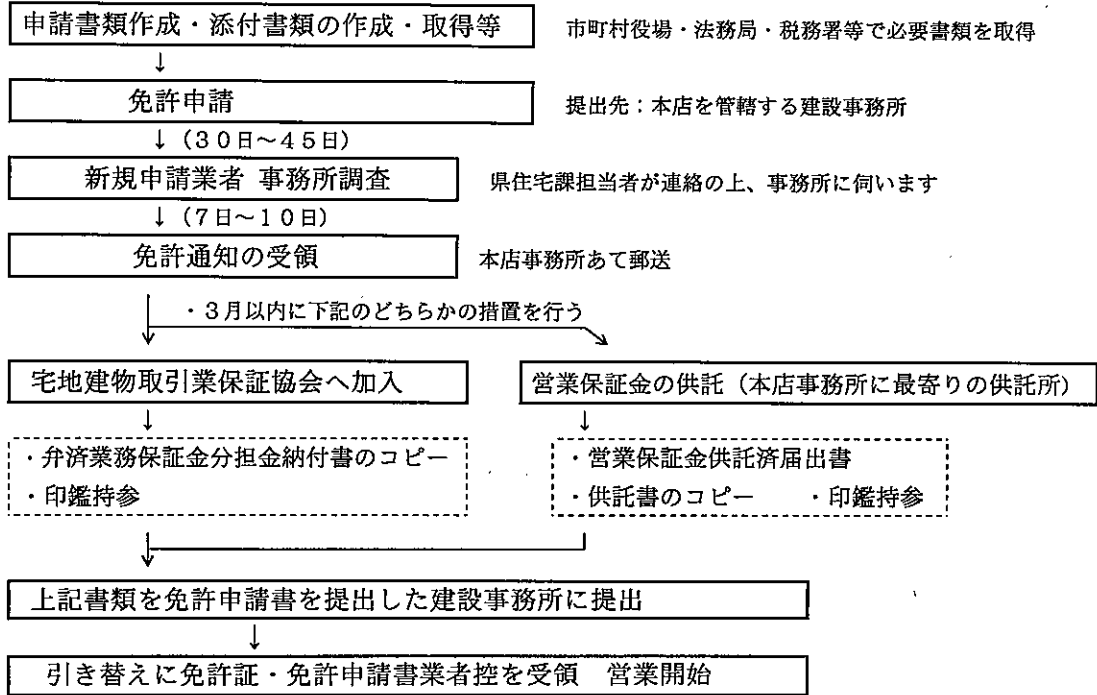 申請書類作成・添付書類の作成・取得等　市町村役場・法務局・税務署等で必要書類を取得
↓
免許申請　提出先：本店を管轄する建設事務所
↓（３０日～４５日）
新規申請業者 事務所調査　県住宅課担当者が連絡の上、事務所に伺います
↓（７日～１０日）
免許通知の受領　本店事務所あて郵送
・３月以内に下記のどちらかの措置を行う
宅地建物取引業保証協会へ加入　営業保証金の供託（本店事務所に最寄りの供託所）
↓　↓
・弁済業務保証金分担金納付書のコピー
・印鑑持参
・営業保証金供託済届出書
・供託書のコピー　・印鑑持参
上記書類を免許申請書を提出した建設事務所に提出
↓
引き替えに免許証・免許申請書業者控を受領　営業開始